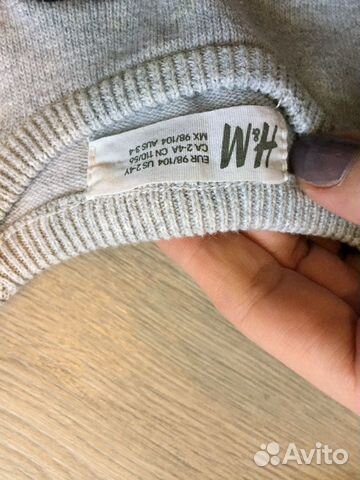 H&M
EUR 98/104 US 2-4Y
CA 2-4A CN 110/56
MX 98/104 AUS 3-4
Avito